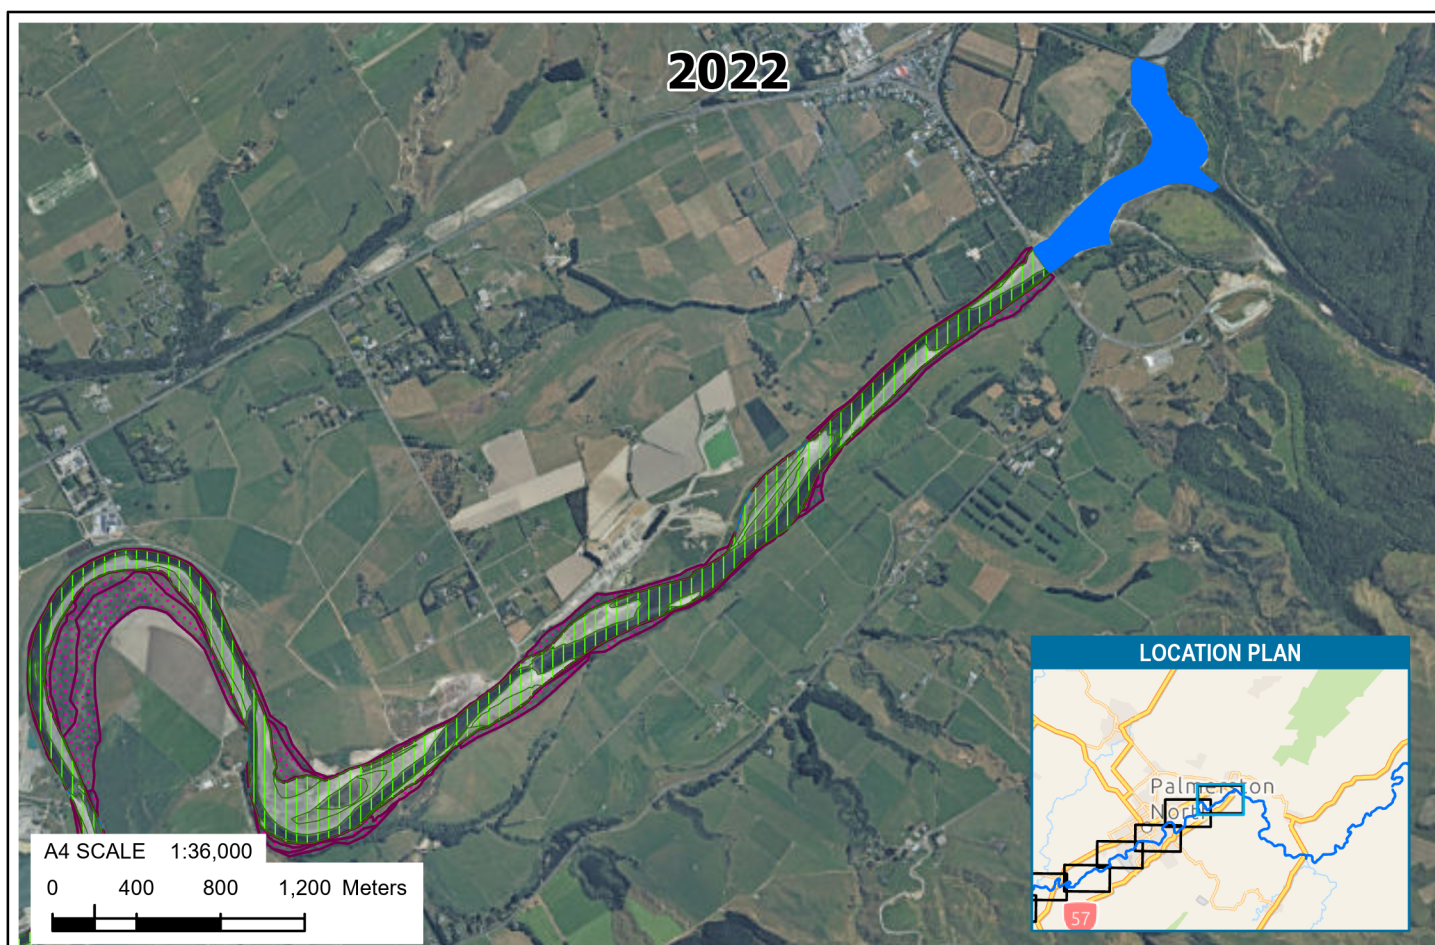 2022
LOCATION PLAN
Palmerston
North
57
A4 SCALE 1:36,000
0 400 800 1,200 Meters